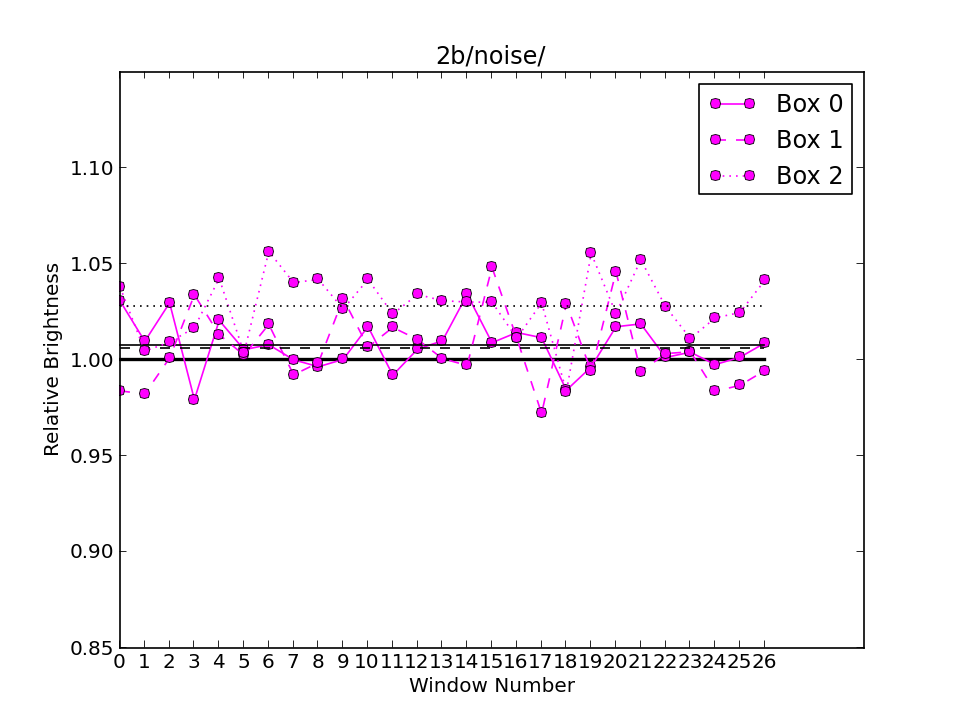 2b/noise/
Box 0
Box 1
Box 2
1.10
1.05
1.00
0.95
0.90
0.85
Relative Brightness
0 1 2 3 4 5 6 7 8 9 10 11 12 13 14 15 16 17 18 19 20 21 22 23 24 25 26
Window Number